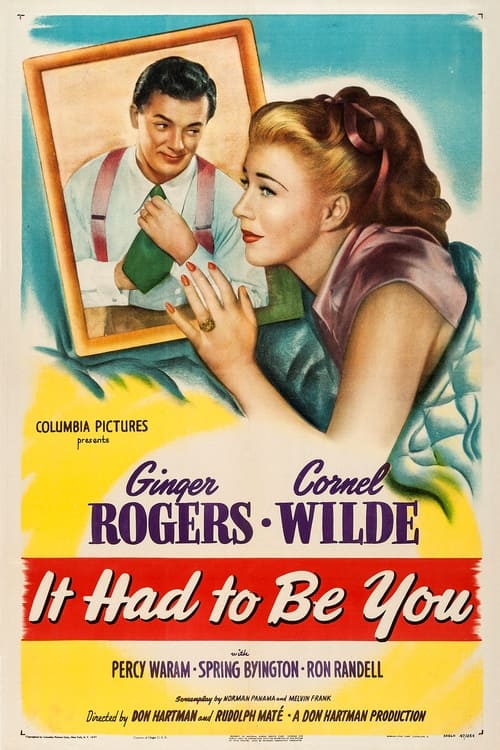 COLUMBIA PICTURES
presents
Ginger Cornel
ROGERS · WILDE
It Had to Be You
with
PERCY WARAM · SPRING BYINGTON · RON RANDELL
Screenplay by NORMAN PANAMA and MELVIN FRANK
Directed by DON HARTMAN and RUDOLPH MATÉ · A DON HARTMAN PRODUCTION